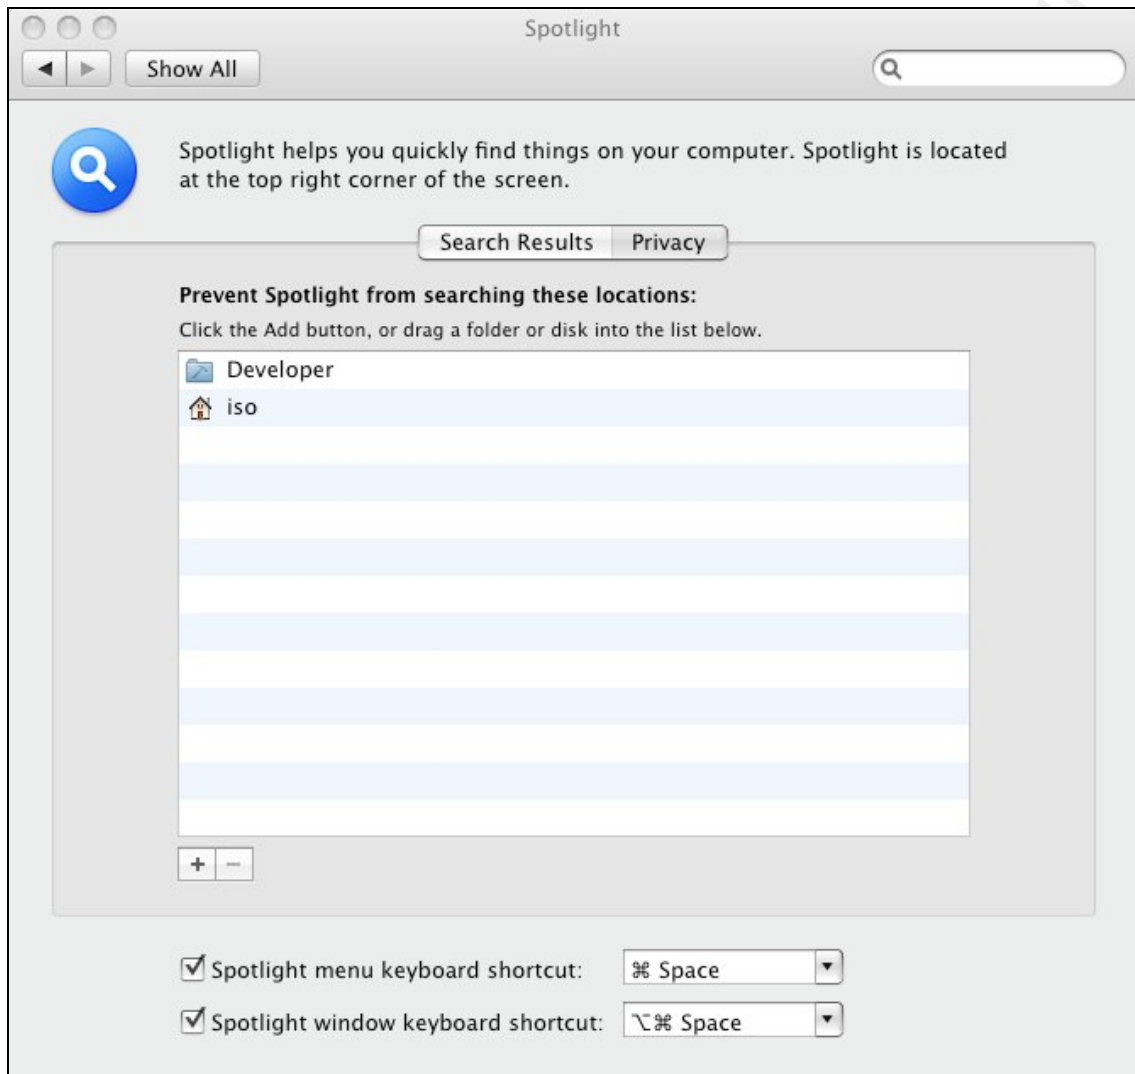 Spotlight
Show All
Spotlight helps you quickly find things on your computer. Spotlight is located
at the top right corner of the screen.
Search Results Privacy
Prevent Spotlight from searching these locations:
Click the Add button, or drag a folder or disk into the list below.
Developer
iso
+ −
Spotlight menu keyboard shortcut: ⌘ Space
Spotlight window keyboard shortcut: ⌥⌘ Space